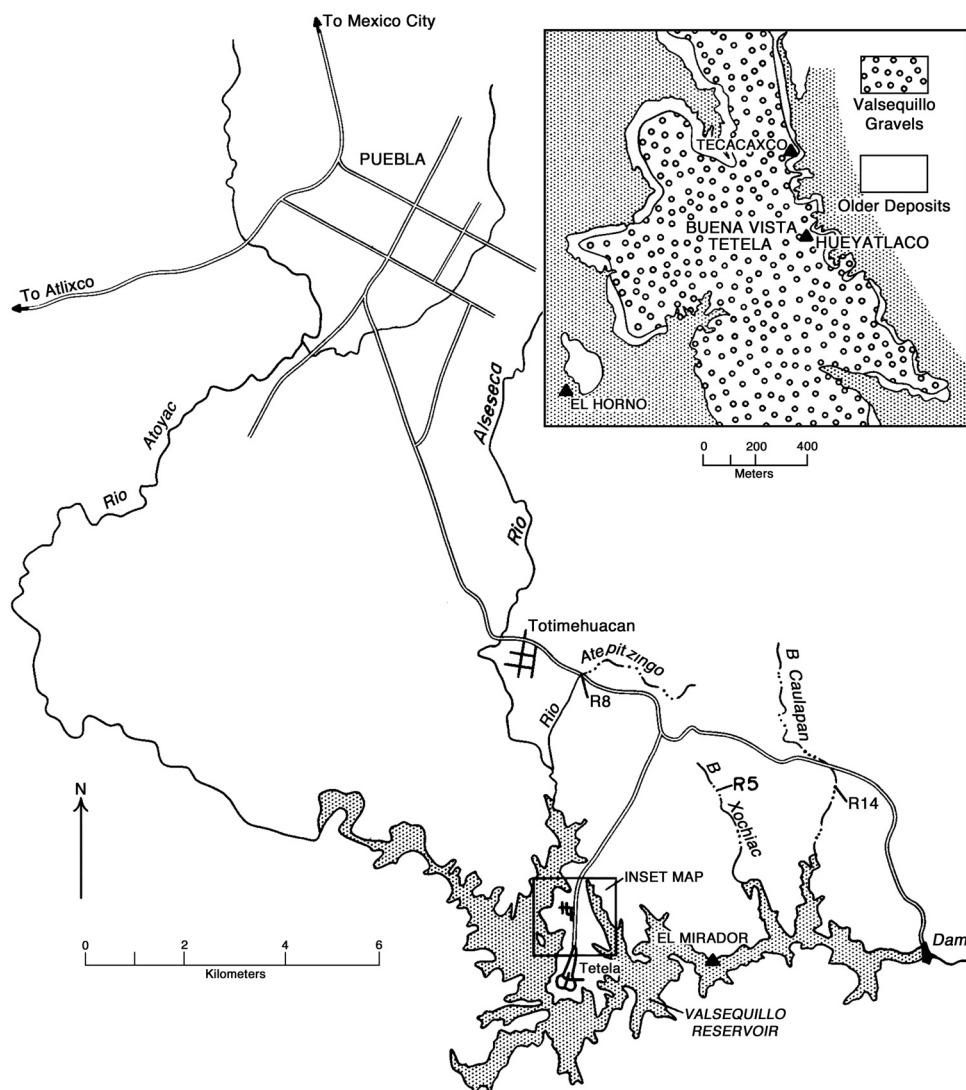 To Mexico City
PUEBLA
To Atlixco
Rio Atoyac
Rio Alseseca
Valsequillo
Gravels
Older Deposits
TECACAXCO
BUENA VISTA
TETELA
HUEYATLACO
EL HORNO
0 200 400
Meters
Totimehuacan
Rio Atepitzingo
R8
B Caulapan
R5
B Xochiac
R14
N
INSET MAP
EL MIRADOR
Dam
Tetela
VALSEQUILLO
RESERVOIR
0 2 4 6
Kilometers